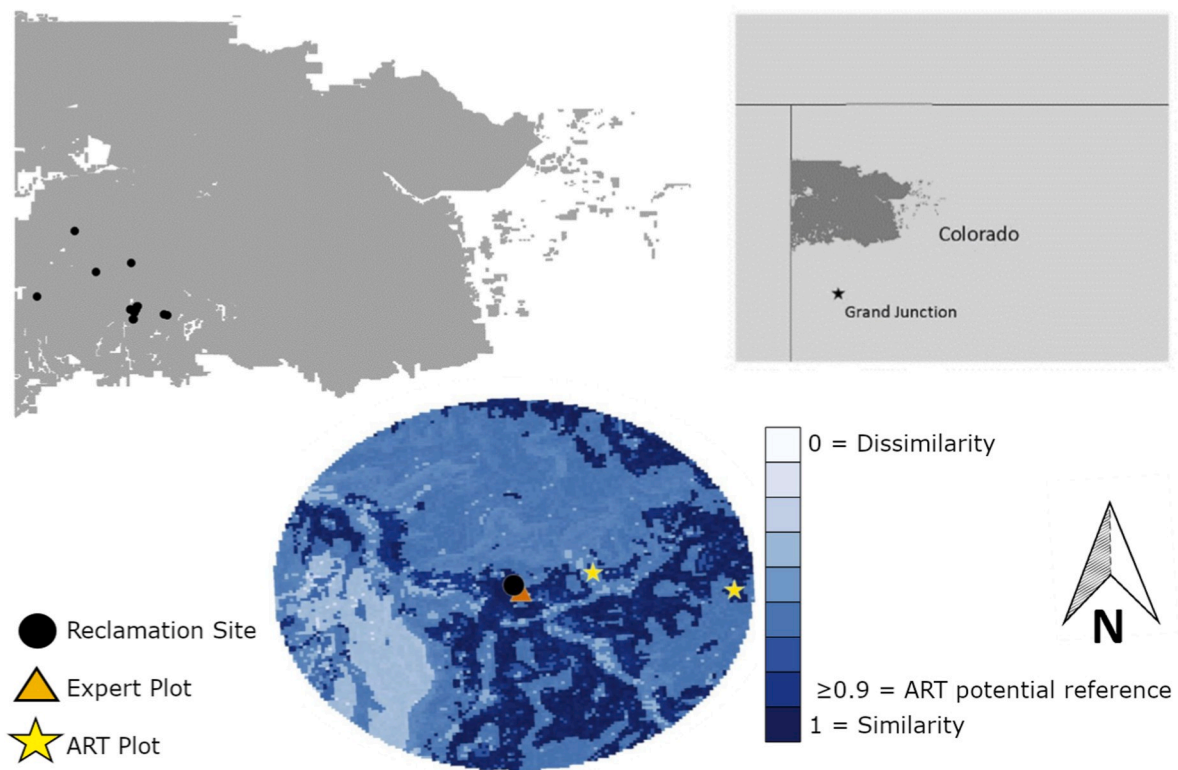 Colorado
Grand Junction
0 = Dissimilarity
≥0.9 = ART potential reference
1 = Similarity
Reclamation Site
Expert Plot
ART Plot
N